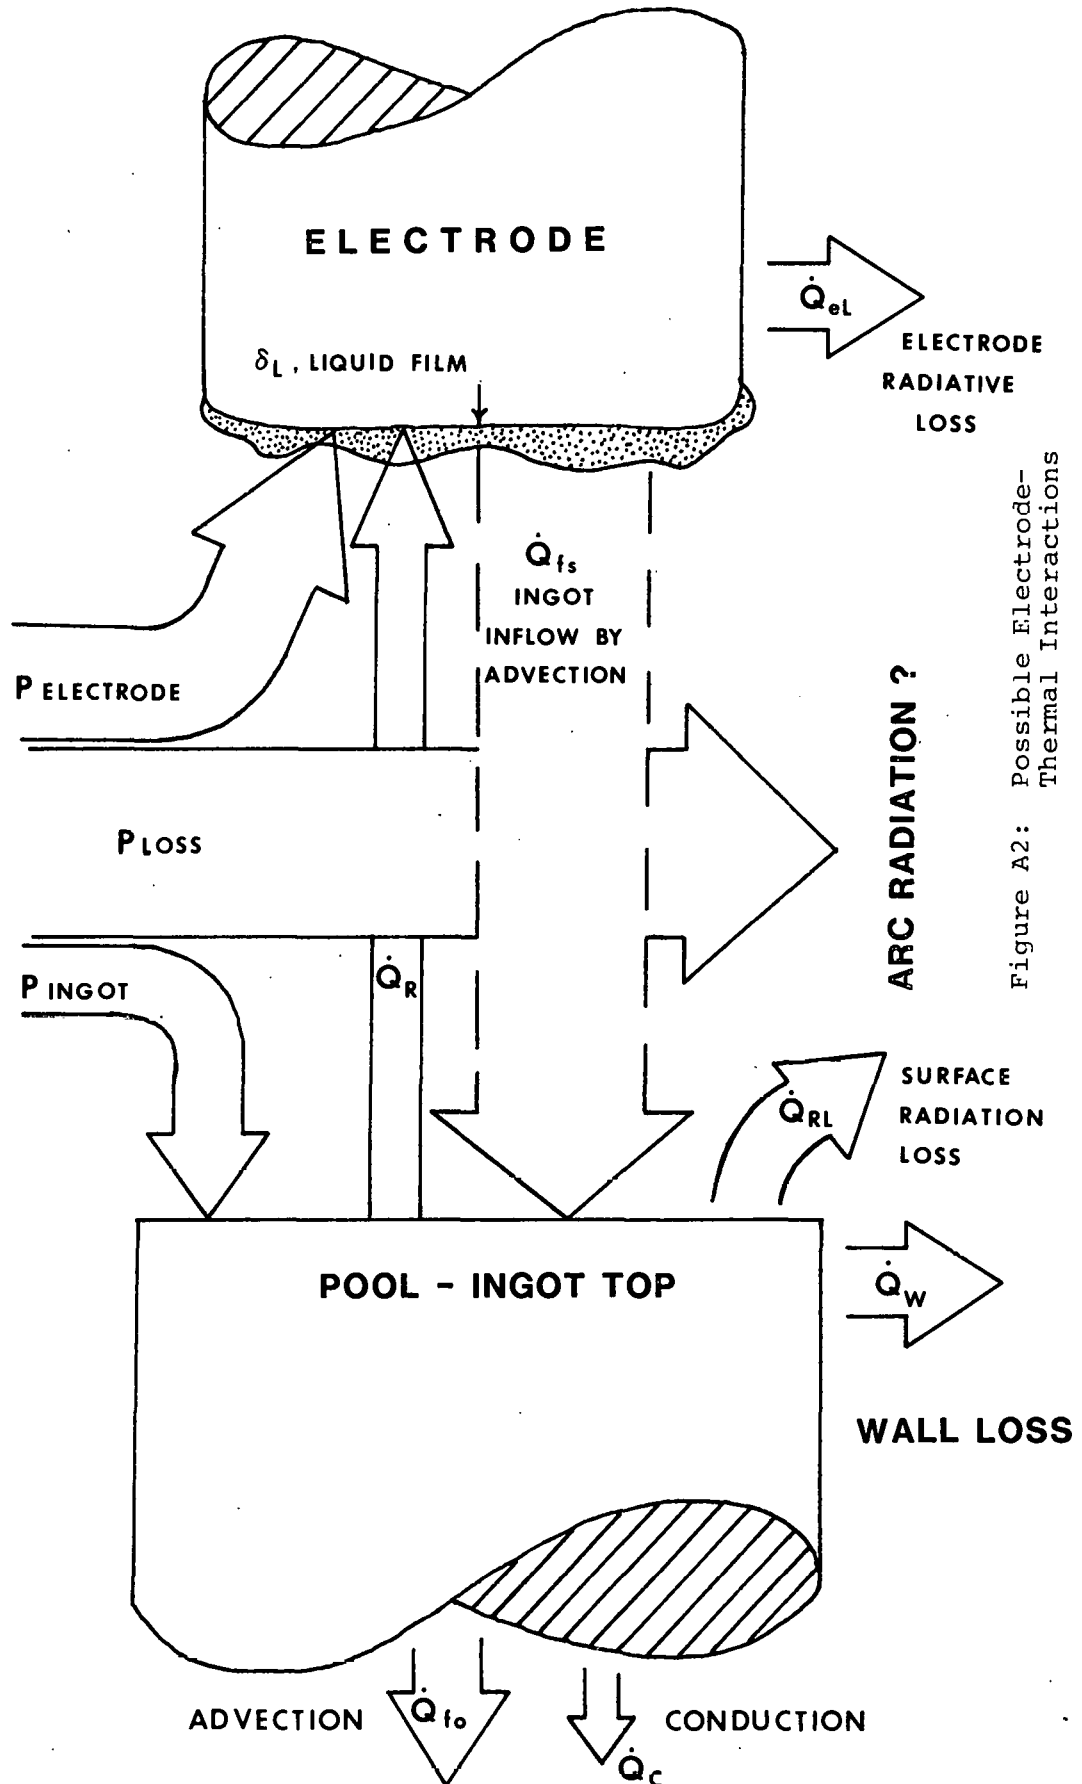 ELECTRODE
Q̇eL
ELECTRODE
RADIATIVE
LOSS
δL, LIQUID FILM
Q̇fs
INGOT
INFLOW BY
ADVECTION
P ELECTRODE
P LOSS
ARC RADIATION ?
Figure A2: Possible Electrode-
Thermal Interactions
P INGOT
Q̇R
Q̇RL
SURFACE
RADIATION
LOSS
POOL - INGOT TOP
Q̇W
WALL LOSS
ADVECTION
Q̇fo
CONDUCTION
Q̇C